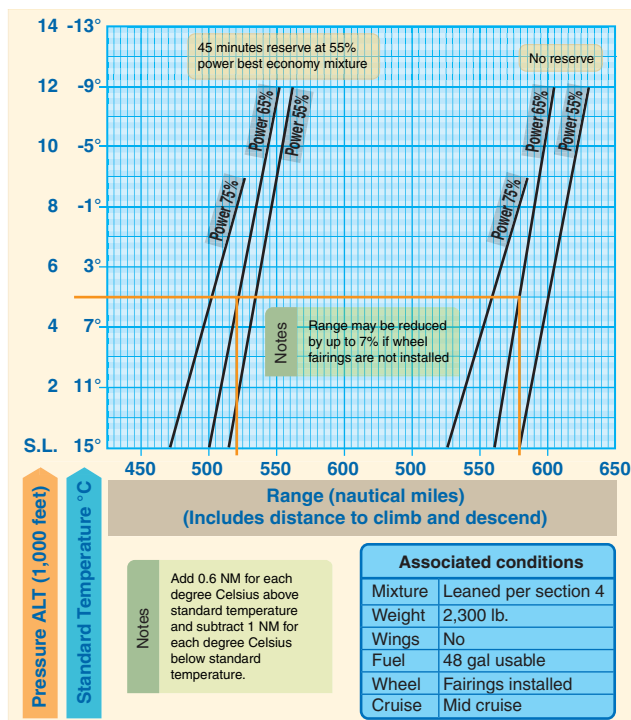 14 -13°
12 -9°
10 -5°
8 -1°
6 3°
4 7°
2 11°
S.L. 15°
45 minutes reserve at 55%
power best economy mixture
No reserve
Power 75%
Power 65%
Power 55%
Power 75%
Power 65%
Power 55%
Notes
Range may be reduced
by up to 7% if wheel
fairings are not installed
450 500 550 600 500 550 600 650
Range (nautical miles)
(Includes distance to climb and descend)
Pressure ALT (1,000 feet)
Standard Temperature °C
Notes
Add 0.6 NM for each
degree Celsius above
standard temperature
and subtract 1 NM for
each degree Celsius
below standard
temperature.
Associated conditions
Mixture Leaned per section 4
Weight 2,300 lb.
Wings No
Fuel 48 gal usable
Wheel Fairings installed
Cruise Mid cruise